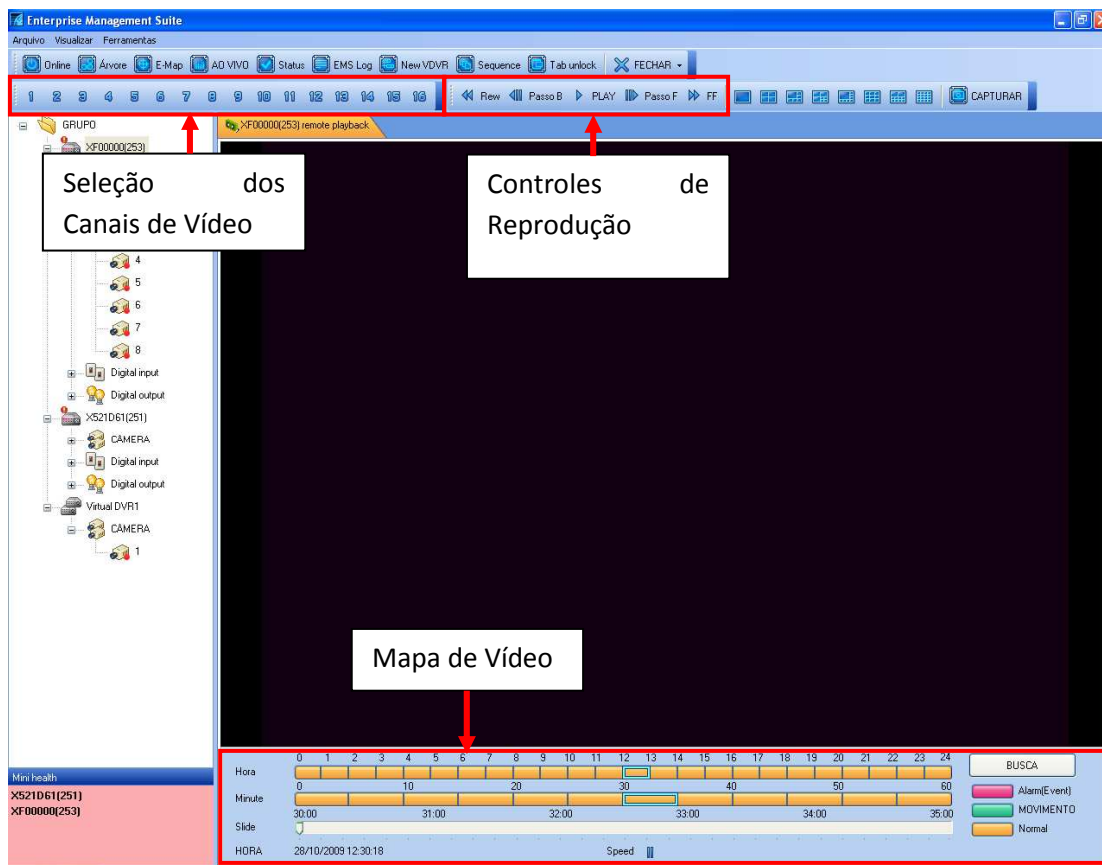 Enterprise Management Suite
Arquivo Visualizar Ferramentas
Online Árvore E-Map AO VIVO Status EMS Log New VDVR Sequence Tab unlock FECHAR
1 2 3 4 5 6 7 8 9 10 11 12 13 14 15 16 Rew Passo B PLAY Passo F FF CAPTURAR
GRUPO
XF00000(253) remote playback
XF00000(253)
Seleção dos
Canais de Vídeo
Controles de
Reprodução
4
5
6
7
8
Digital input
Digital output
X521D61(251)
CÂMERA
Digital input
Digital output
Virtual DVR1
CÂMERA
1
Mapa de Vídeo
Mini health
X521D61(251)
XF00000(253)
0 1 2 3 4 5 6 7 8 9 10 11 12 13 14 15 16 17 18 19 20 21 22 23 24
Hora
0 10 20 30 40 50 60
Minute
30:00 31:00 32:00 33:00 34:00 35:00
Slide
HORA 28/10/2009 12:30:18 Speed
BUSCA
Alarm(Event)
MOVIMENTO
Normal